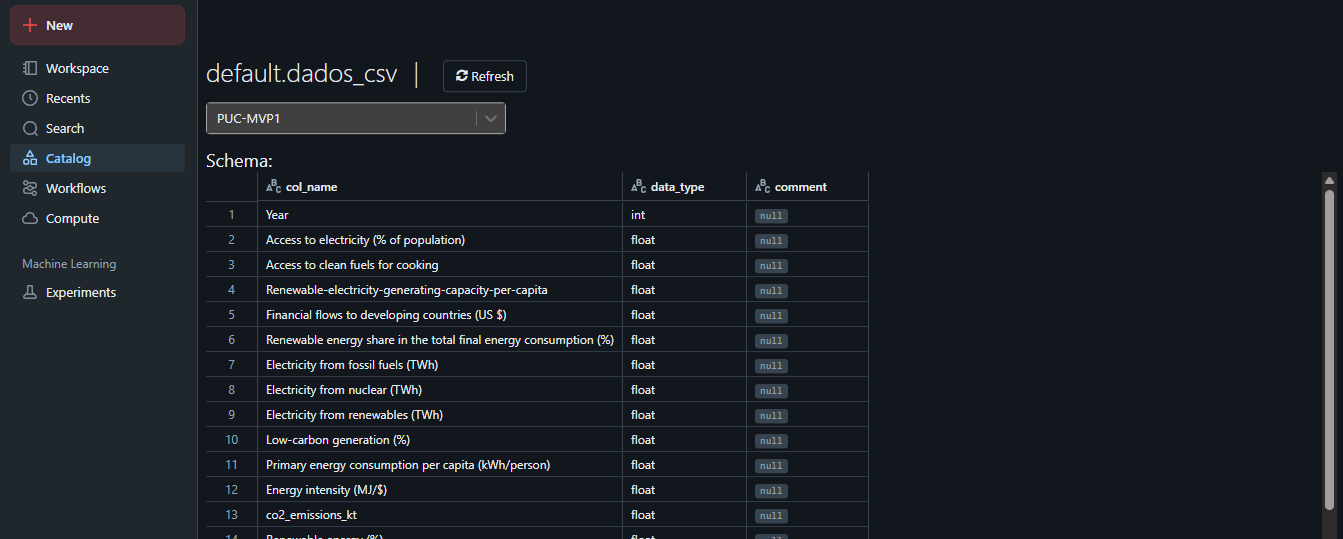 New
Workspace
Recents
Search
Catalog
Workflows
Compute
Machine Learning
Experiments
default.dados_csv |
Refresh
PUC-MVP1
Schema:
col_name data_type comment
1 Year int null
2 Access to electricity (% of population) float null
3 Access to clean fuels for cooking float null
4 Renewable-electricity-generating-capacity-per-capita float null
5 Financial flows to developing countries (US $) float null
6 Renewable energy share in the total final energy consumption (%) float null
7 Electricity from fossil fuels (TWh) float null
8 Electricity from nuclear (TWh) float null
9 Electricity from renewables (TWh) float null
10 Low-carbon generation (%) float null
11 Primary energy consumption per capita (kWh/person) float null
12 Energy intensity (MJ/$) float null
13 co2_emissions_kt float null
14 Renewable energy (%) float null